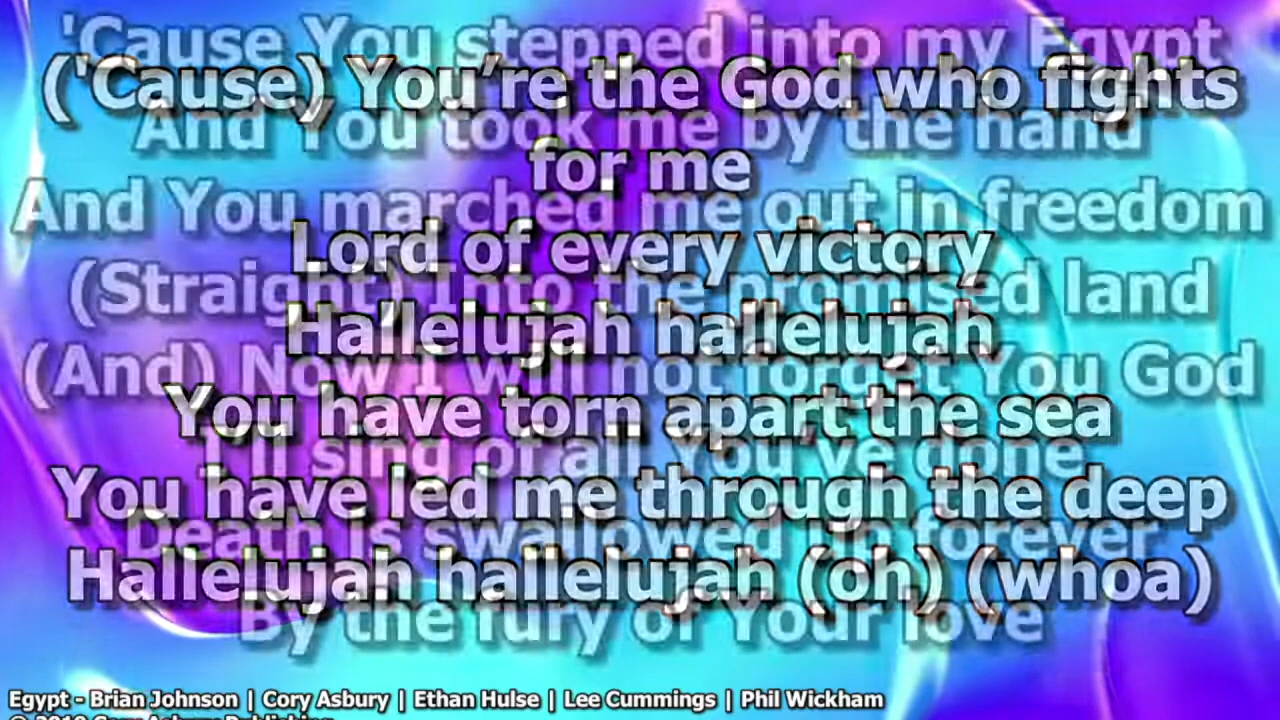 'Cause You stepped into my Egypt
('Cause) You're the God who fights
And You took me by the hand
for me
And You marched me out in freedom
Lord of every victory
(Straight) Into the promised land
Hallelujah hallelujah
(And) Now I will not forget You God
You have torn apart the sea
I'll sing of all You've done
You have led me through the deep
Death is swallowed up forever
Hallelujah hallelujah (oh) (whoa)
By the fury of Your love
Egypt - Brian Johnson | Cory Asbury | Ethan Hulse | Lee Cummings | Phil Wickham
Cory Asbury Publishing